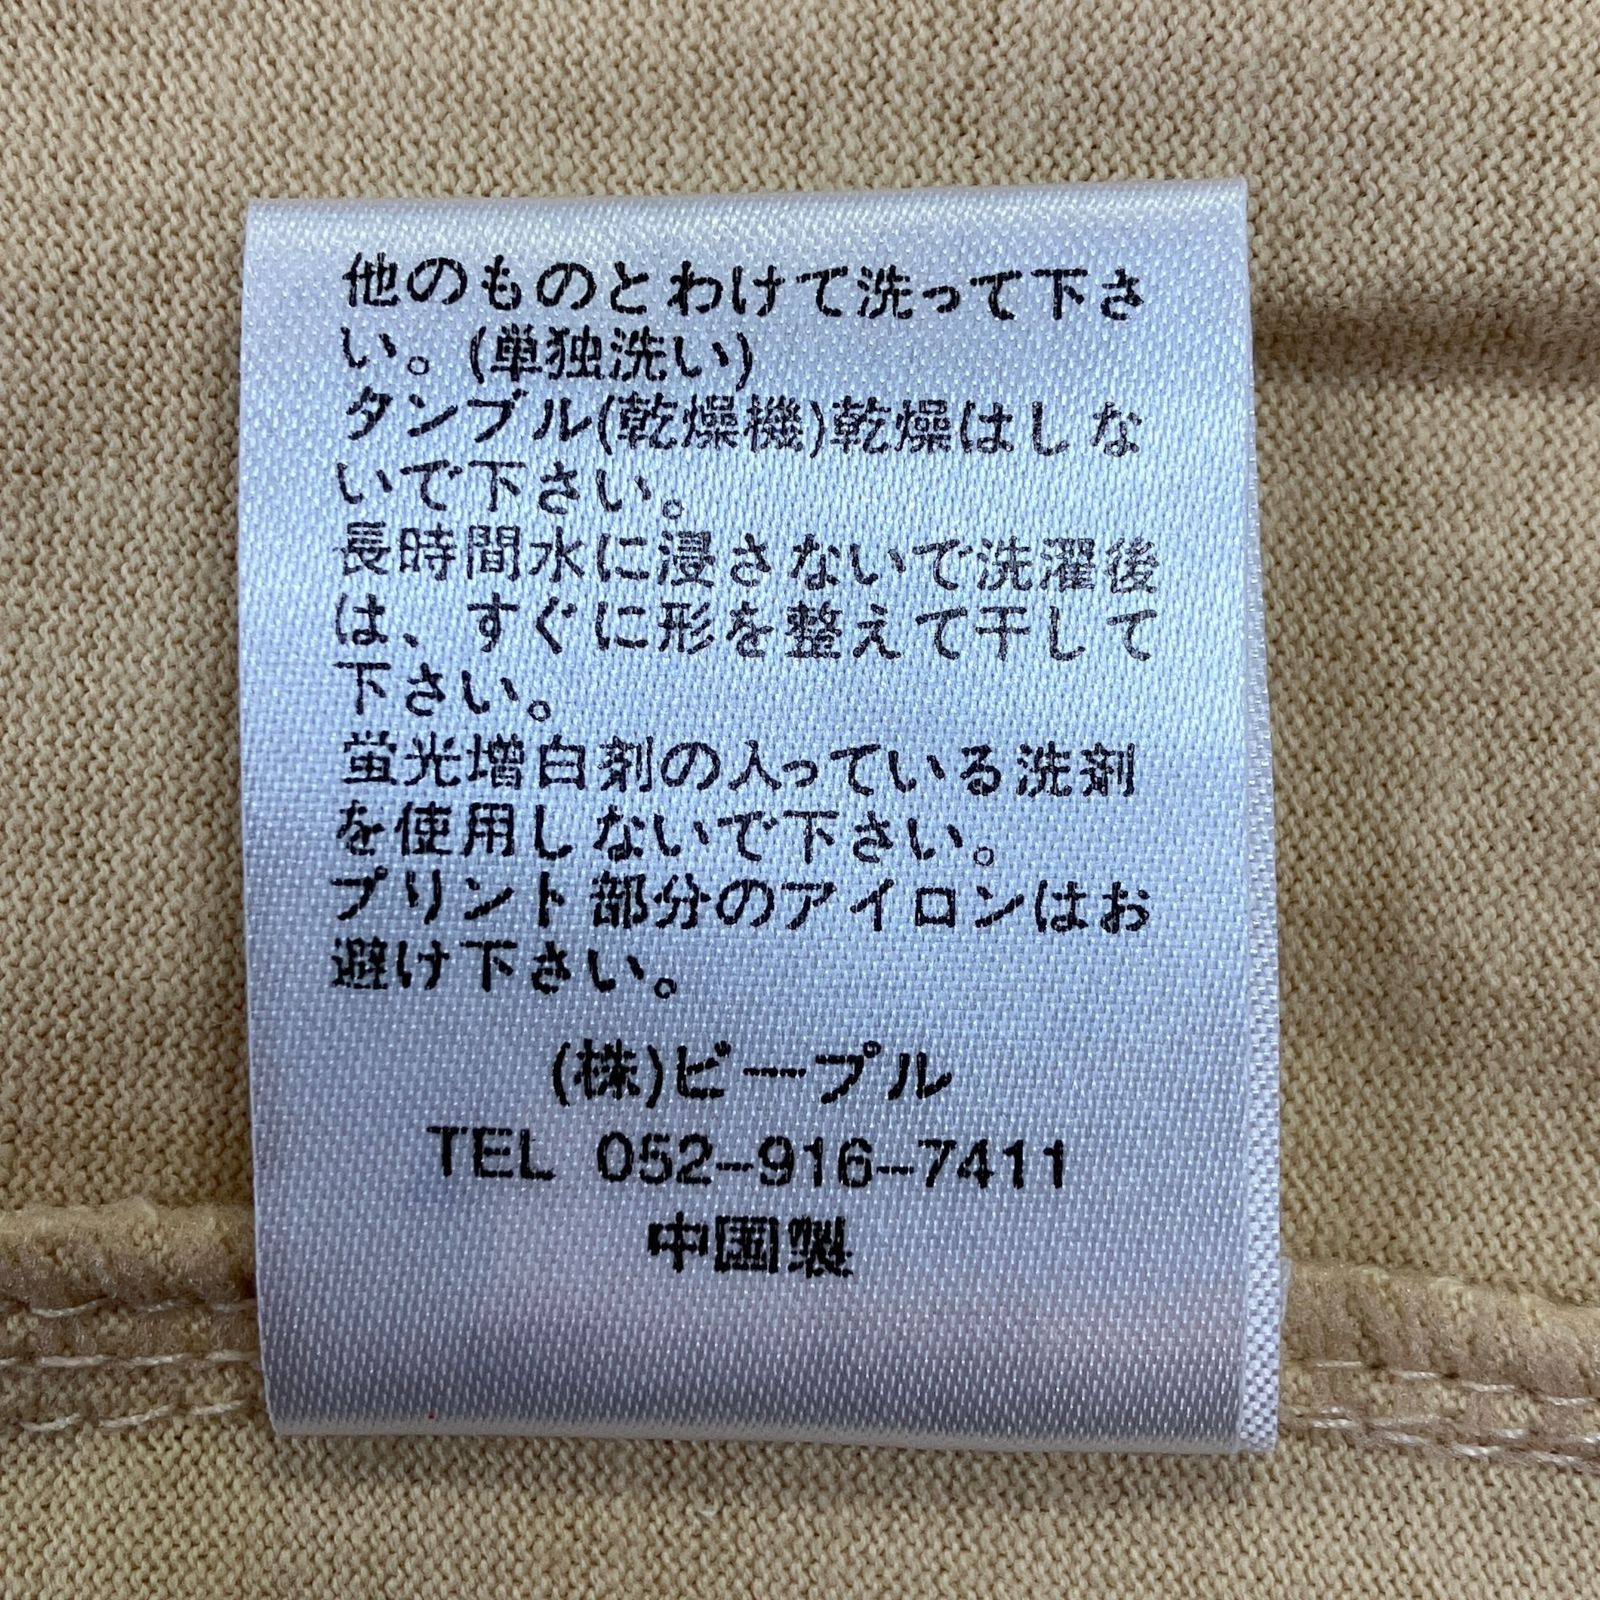 他のものとわけて洗って下さ
い。(単独洗い)
タンブル(乾燥機)乾燥はしな
いで下さい。
長時間水に浸さないで洗濯後
は、すぐに形を整えて干して
下さい。
蛍光増白剤の入っている洗剤
を使用しないで下さい。
プリント部分のアイロンはお
避け下さい。
(株)ビープル
TEL 052-916-7411
中国製